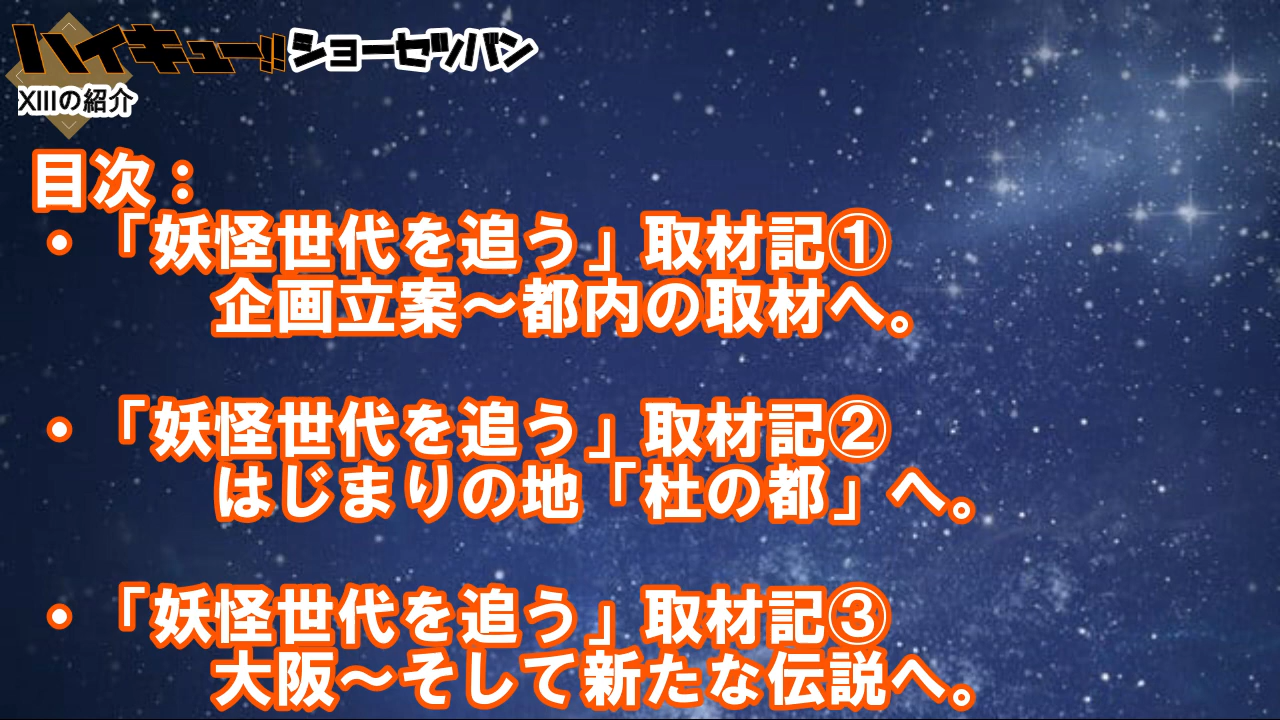 ハイキュー!! ショーセツバン
XIIIの紹介
目次：
・「妖怪世代を追う」取材記①
企画立案～都内の取材へ。
・「妖怪世代を追う」取材記②
はじまりの地「杜の都」へ。
・「妖怪世代を追う」取材記③
大阪～そして新たな伝説へ。